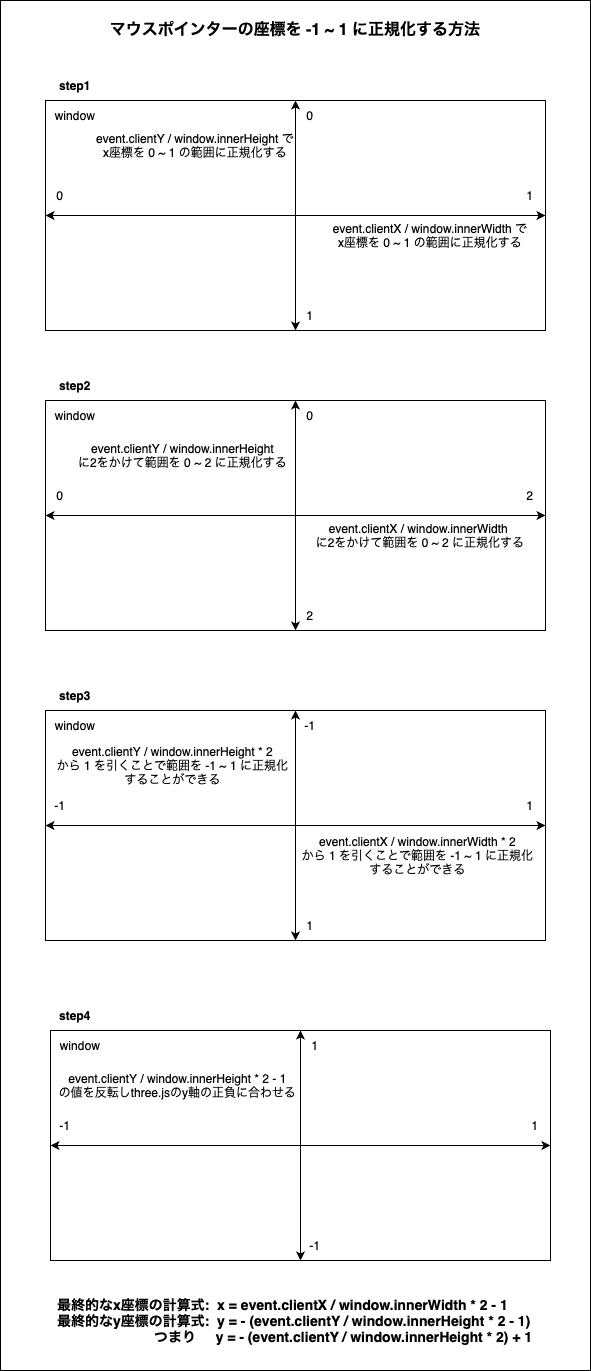 マウスポインターの座標を -1 ~ 1 に正規化する方法
step1
window
0
event.clientY / window.innerHeight で
x座標を 0 ~ 1 の範囲に正規化する
0
1
event.clientX / window.innerWidth で
x座標を 0 ~ 1 の範囲に正規化する
1
step2
window
0
event.clientY / window.innerHeight
に2をかけて範囲を 0 ~ 2 に正規化する
0
2
event.clientX / window.innerWidth
に2をかけて範囲を 0 ~ 2 に正規化する
2
step3
window
-1
event.clientY / window.innerHeight * 2
から 1 を引くことで範囲を -1 ~ 1 に正規化
することができる
-1
1
event.clientX / window.innerWidth * 2
から 1 を引くことで範囲を -1 ~ 1 に正規化
することができる
1
step4
window
1
event.clientY / window.innerHeight * 2 - 1
の値を反転しthree.jsのy軸の正負に合わせる
-1
1
-1
最終的なx座標の計算式: x = event.clientX / window.innerWidth * 2 - 1
最終的なy座標の計算式: y = - (event.clientY / window.innerHeight * 2 - 1)
つまり y = - (event.clientY / window.innerHeight * 2) + 1